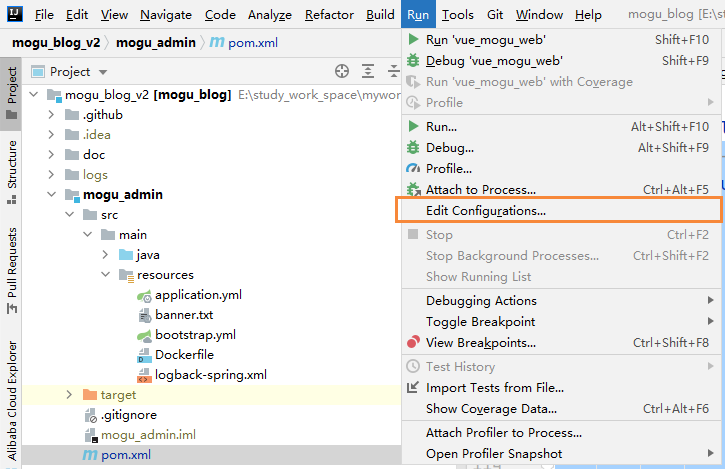 File Edit View Navigate Code Analyze Refactor Build Run Tools Git Window Help mogu_blog [E:\st
mogu_blog_v2 mogu_admin pom.xml
Project
mogu_blog_v2 [mogu_blog] E:\study_work_space\mywor
.github
.idea
doc
logs
mogu_admin
src
main
java
resources
application.yml
banner.txt
bootstrap.yml
Dockerfile
logback-spring.xml
target
.gitignore
mogu_admin.iml
pom.xml
Project
Structure
Pull Requests
Alibaba Cloud Explorer
Run 'vue_mogu_web' Shift+F10
Debug 'vue_mogu_web' Shift+F9
Run 'vue_mogu_web' with Coverage
Profile
Run... Alt+Shift+F10
Debug... Alt+Shift+F9
Profile...
Attach to Process... Ctrl+Alt+F5
Edit Configurations...
Stop Ctrl+F2
Stop Background Processes... Ctrl+Shift+F2
Show Running List
Debugging Actions
Toggle Breakpoint
View Breakpoints... Ctrl+Shift+F8
Test History
Import Tests from File...
Show Coverage Data... Ctrl+Alt+F6
Attach Profiler to Process...
Open Profiler Snapshot